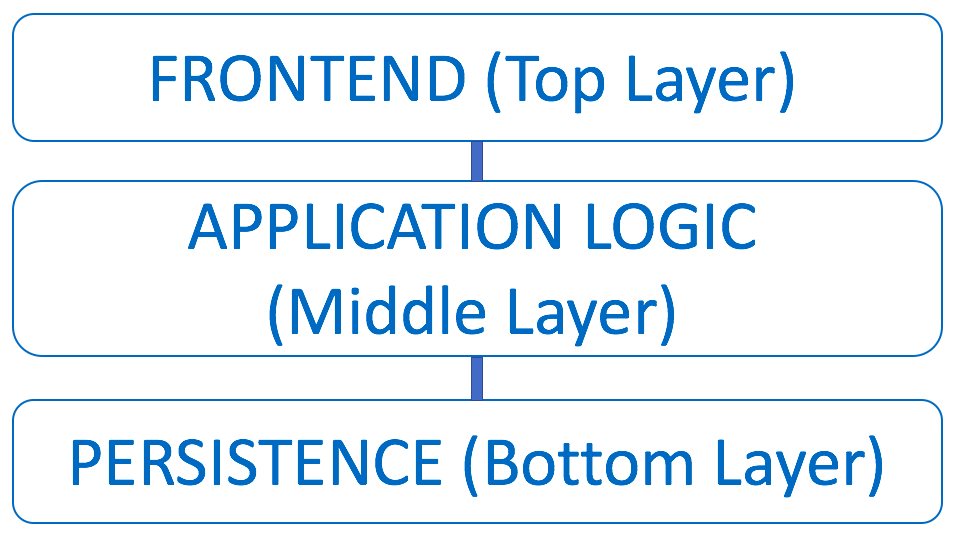 FRONTEND (Top Layer)
APPLICATION LOGIC
(Middle Layer)
PERSISTENCE (Bottom Layer)